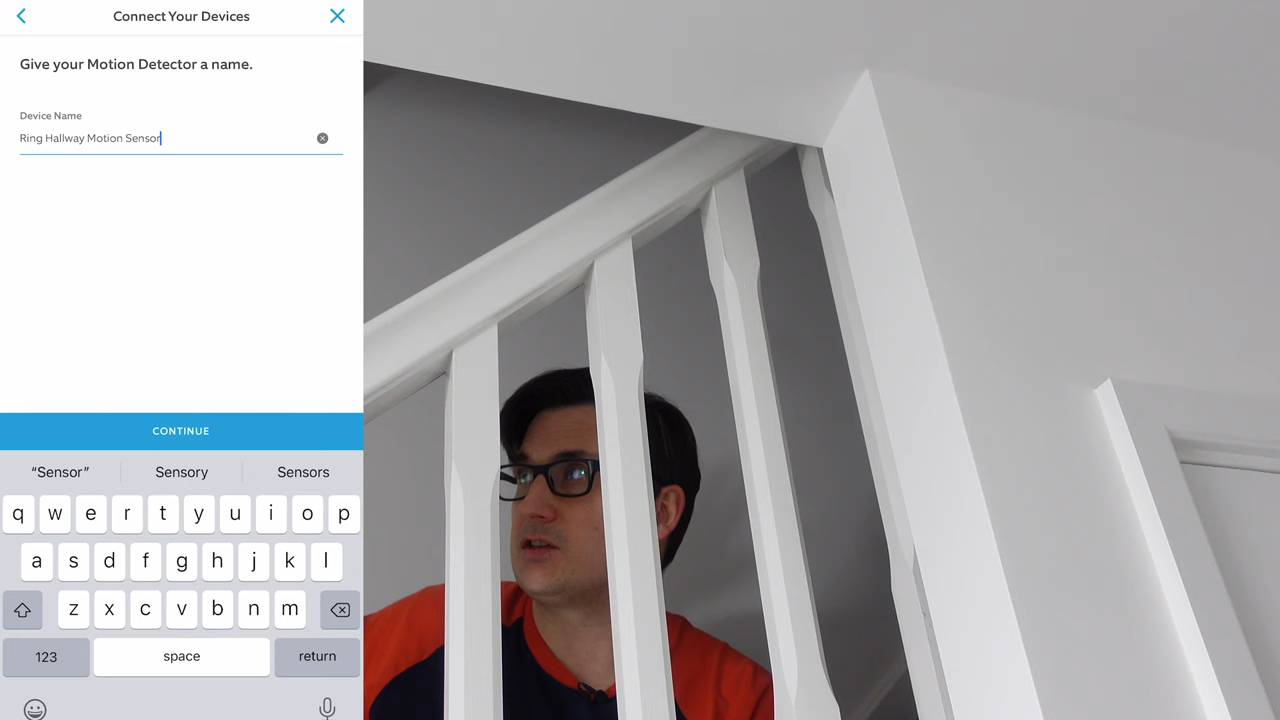 Connect Your Devices
Give your Motion Detector a name.
Device Name
Ring Hallway Motion Sensor
CONTINUE
“Sensor” Sensory Sensors
q w e r t y u i o p
a s d f g h j k l
z x c v b n m
123 space return